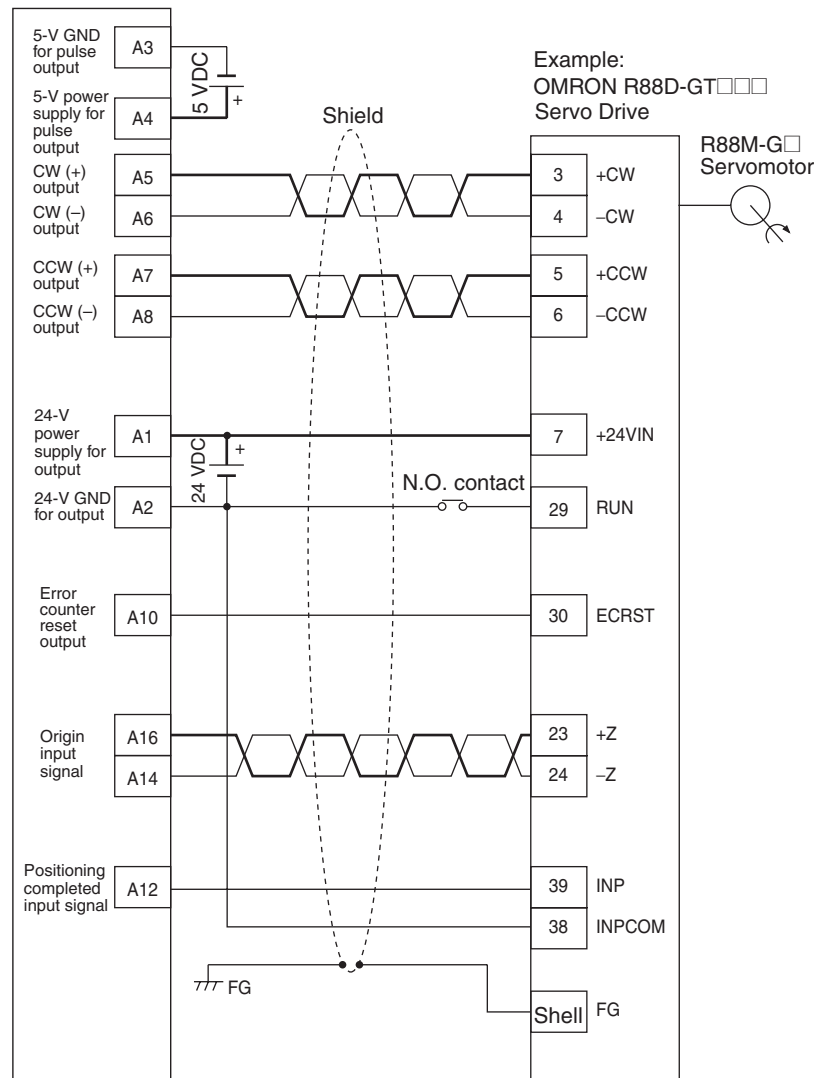 5-V GND
for pulse
output
A3
5 VDC
+
5-V power
supply for
pulse
output
A4
Shield
Example:
OMRON R88D-GT□□□
Servo Drive
R88M-G□
Servomotor
CW (+)
output
A5
3
+CW
CW (–)
output
A6
4
–CW
CCW (+)
output
A7
5
+CCW
CCW (–)
output
A8
6
–CCW
24-V
power
supply for
output
A1
24 VDC
+
7
+24VIN
24-V GND
for output
A2
N.O. contact
29
RUN
Error
counter
reset
output
A10
30
ECRST
Origin
input
signal
A16
23
+Z
A14
24
–Z
Positioning
completed
input signal
A12
39
INP
38
INPCOM
FG
Shell
FG